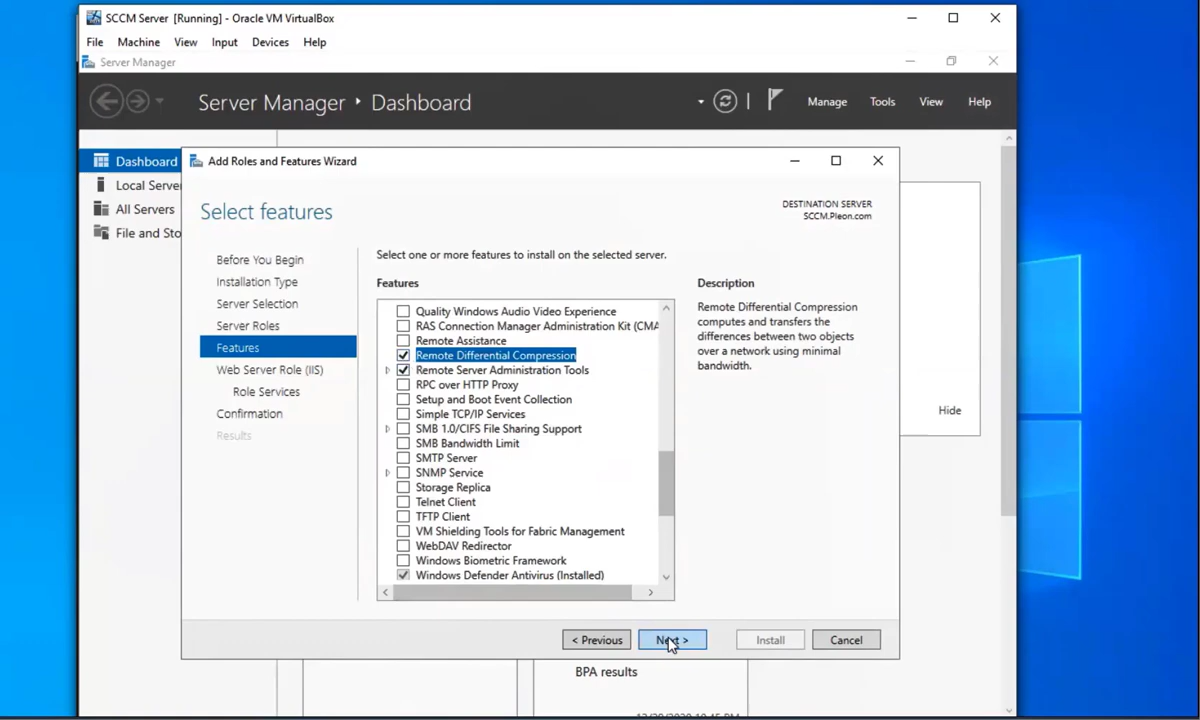 SCCM Server [Running] - Oracle VM VirtualBox
File Machine View Input Devices Help
Server Manager
Server Manager ‣ Dashboard
Manage Tools View Help
Dashboard
Local Server
All Servers
File and Sto
Add Roles and Features Wizard
Select features
DESTINATION SERVER
SCCM.Pleon.com
Before You Begin
Installation Type
Server Selection
Server Roles
Features
Web Server Role (IIS)
Role Services
Confirmation
Results
Select one or more features to install on the selected server.
Features
Quality Windows Audio Video Experience
RAS Connection Manager Administration Kit (CMA
Remote Assistance
Remote Differential Compression
Remote Server Administration Tools
RPC over HTTP Proxy
Setup and Boot Event Collection
Simple TCP/IP Services
SMB 1.0/CIFS File Sharing Support
SMB Bandwidth Limit
SMTP Server
SNMP Service
Storage Replica
Telnet Client
TFTP Client
VM Shielding Tools for Fabric Management
WebDAV Redirector
Windows Biometric Framework
Windows Defender Antivirus (Installed)
Description
Remote Differential Compression
computes and transfers the
differences between two objects
over a network using minimal
bandwidth.
Hide
< Previous
Next >
Install
Cancel
BPA results